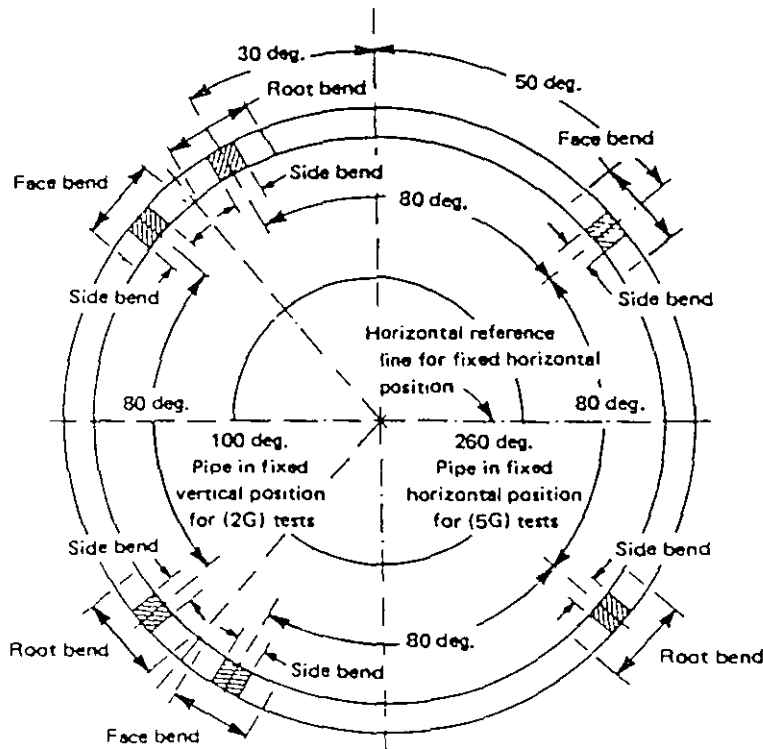 30 deg.
50 deg.
Root bend
Face bend
Face bend
Side bend
80 deg.
Side bend
Side bend
Horizontal reference
line for fixed horizontal
position
80 deg.
80 deg.
100 deg.
260 deg.
Pipe in fixed
vertical position
for (2G) tests
Pipe in fixed
horizontal position
for (5G) tests
Side bend
Side bend
80 deg.
Root bend
Side bend
Root bend
Face bend